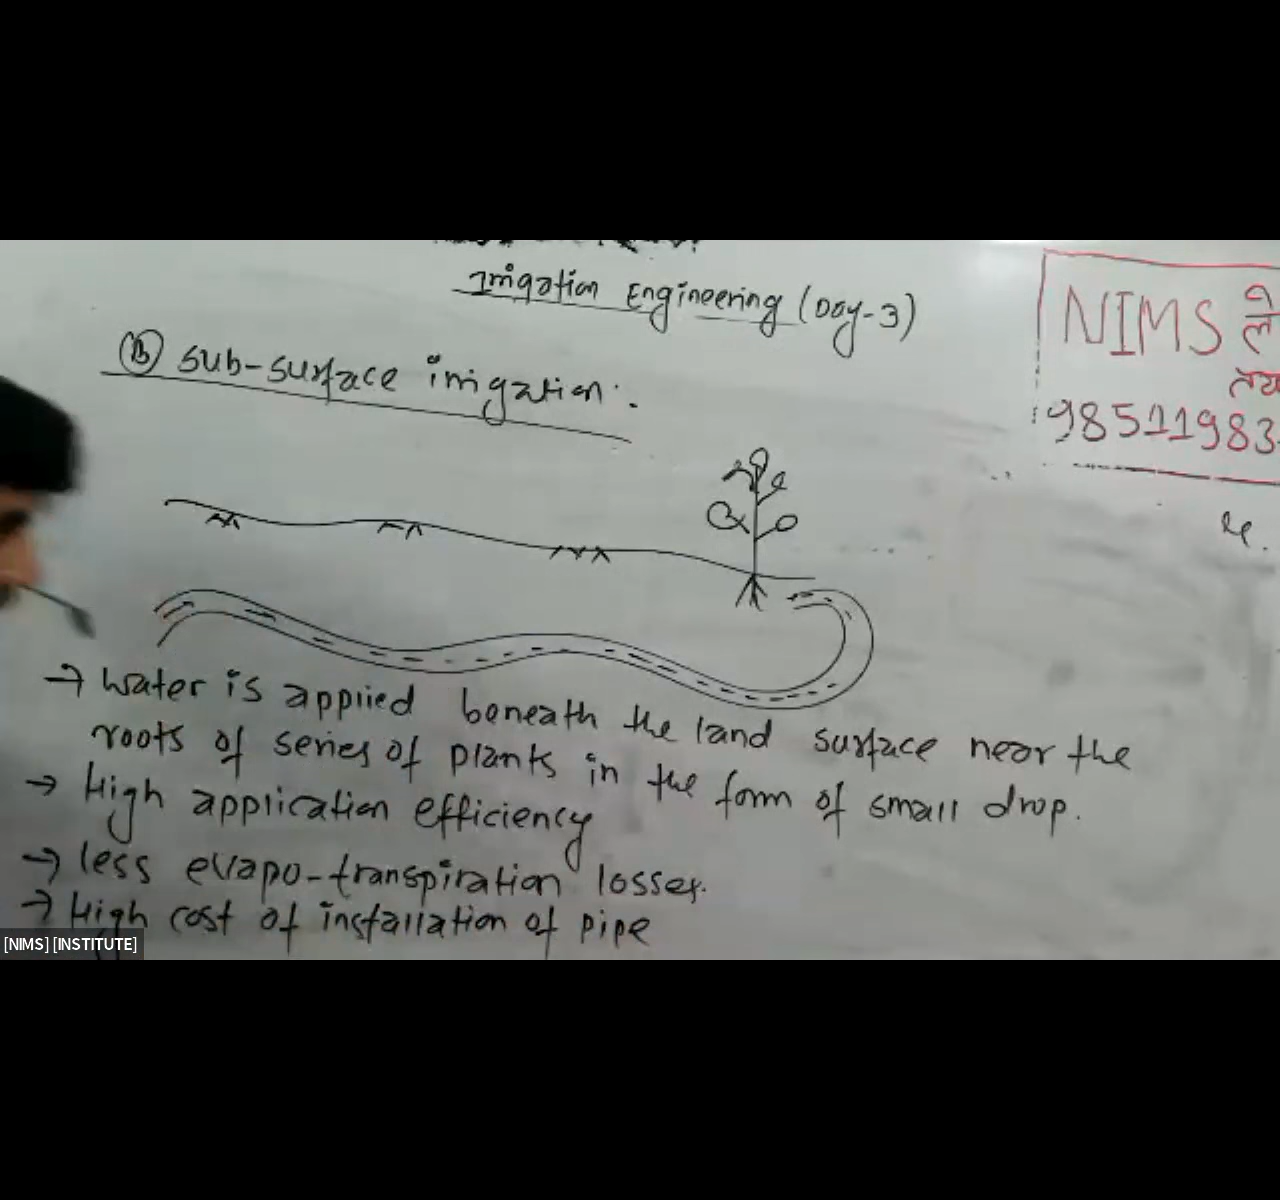 Irrigation Engineering (Day-3)
(B) sub-surface irrigation:
NIMS ले
98511983
→ Water is applied beneath the land surface near the
roots of series of plants in the form of small drop.
→ High application efficiency
→ less evapo-transpiration losses.
→ High cost of installation of pipe
[NIMS] [INSTITUTE]